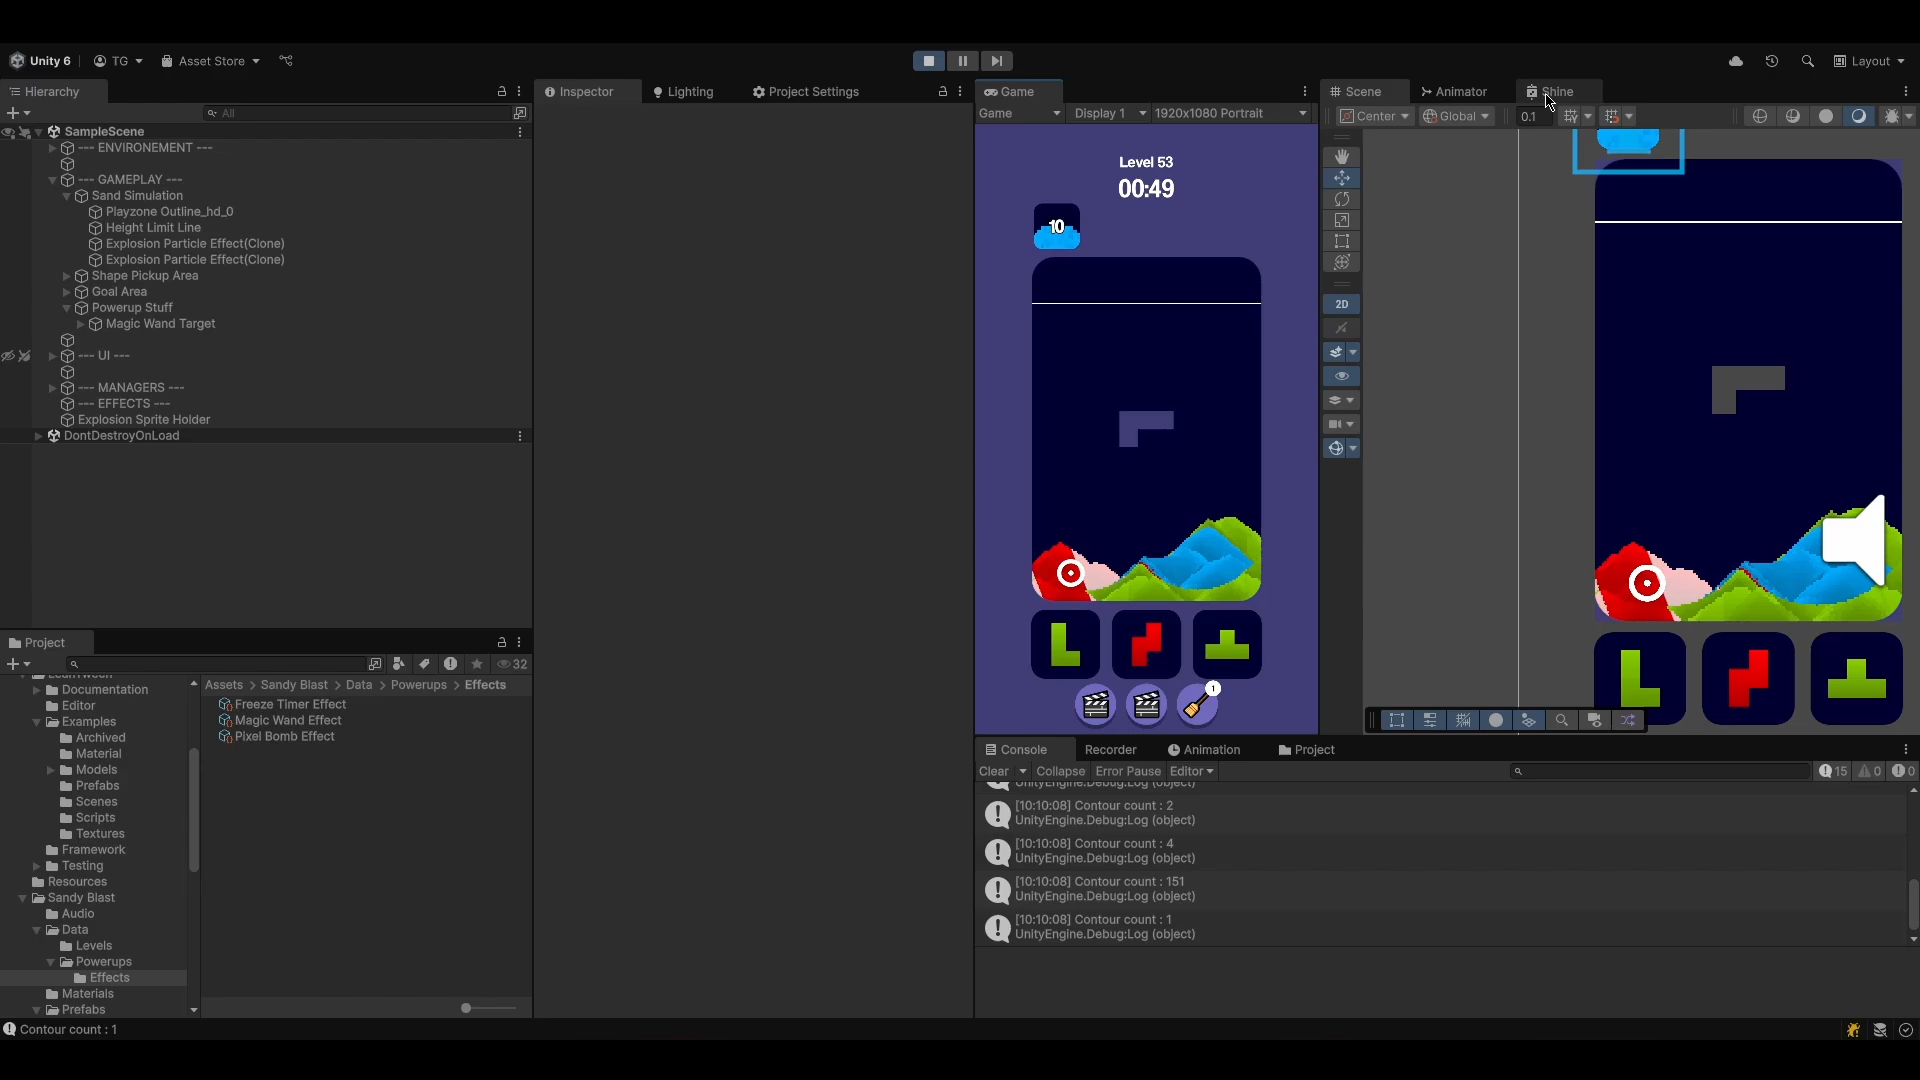 Unity 6
TG
Asset Store
Layout
Hierarchy
Inspector
Lighting
Project Settings
Game
Scene
Animator
Shine
All
Game
Display 1
1920x1080 Portrait
Center
Global
0.1
SampleScene
--- ENVIRONEMENT ---
--- GAMEPLAY ---
Sand Simulation
Playzone Outline_hd_0
Height Limit Line
Explosion Particle Effect(Clone)
Explosion Particle Effect(Clone)
Shape Pickup Area
Goal Area
Powerup Stuff
Magic Wand Target
--- UI ---
--- MANAGERS ---
--- EFFECTS ---
Explosion Sprite Holder
DontDestroyOnLoad
Level 53
00:49
10
1
2D
Project
32
Documentation
Editor
Examples
Archived
Material
Models
Prefabs
Scenes
Scripts
Textures
Framework
Testing
Resources
Sandy Blast
Audio
Data
Levels
Powerups
Effects
Materials
Prefabs
Assets > Sandy Blast > Data > Powerups > Effects
Freeze Timer Effect
Magic Wand Effect
Pixel Bomb Effect
Console
Recorder
Animation
Project
Clear
Collapse
Error Pause
Editor
15
0
0
UnityEngine.Debug:Log (object)
[10:10:08] Contour count : 2
UnityEngine.Debug:Log (object)
[10:10:08] Contour count : 4
UnityEngine.Debug:Log (object)
[10:10:08] Contour count : 151
UnityEngine.Debug:Log (object)
[10:10:08] Contour count : 1
UnityEngine.Debug:Log (object)
Contour count : 1